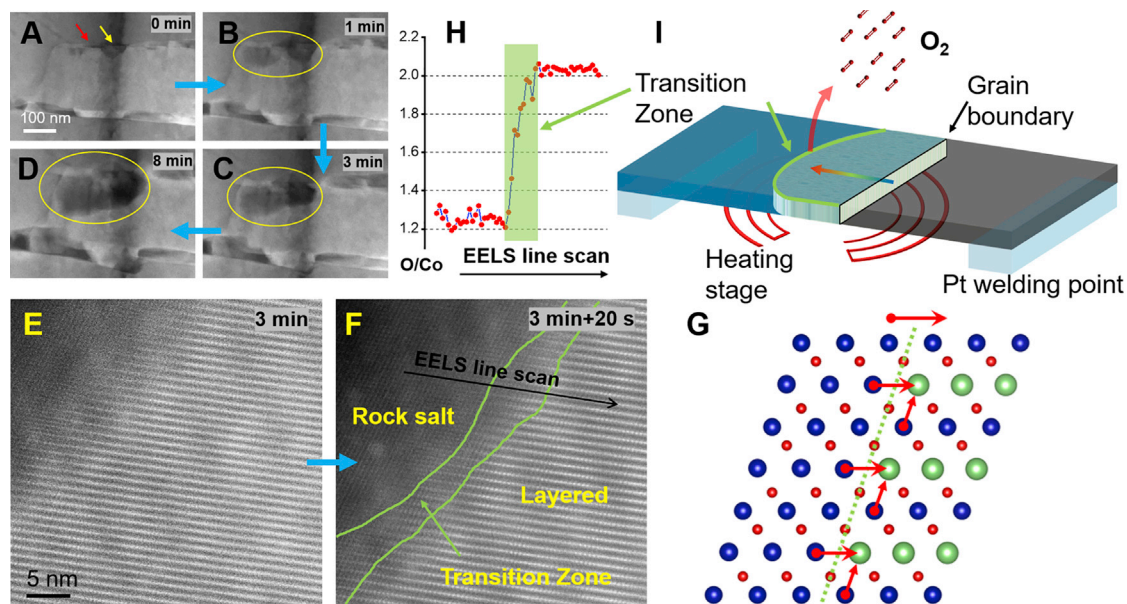 A
0 min
100 nm
B
1 min
D
8 min
C
3 min
H
2.2
2.0
1.8
1.6
1.4
1.2
O/Co
EELS line scan
Transition
Zone
I
O₂
Grain
boundary
Heating
stage
Pt welding point
E
3 min
5 nm
F
3 min+20 s
EELS line scan
Rock salt
Layered
Transition Zone
G